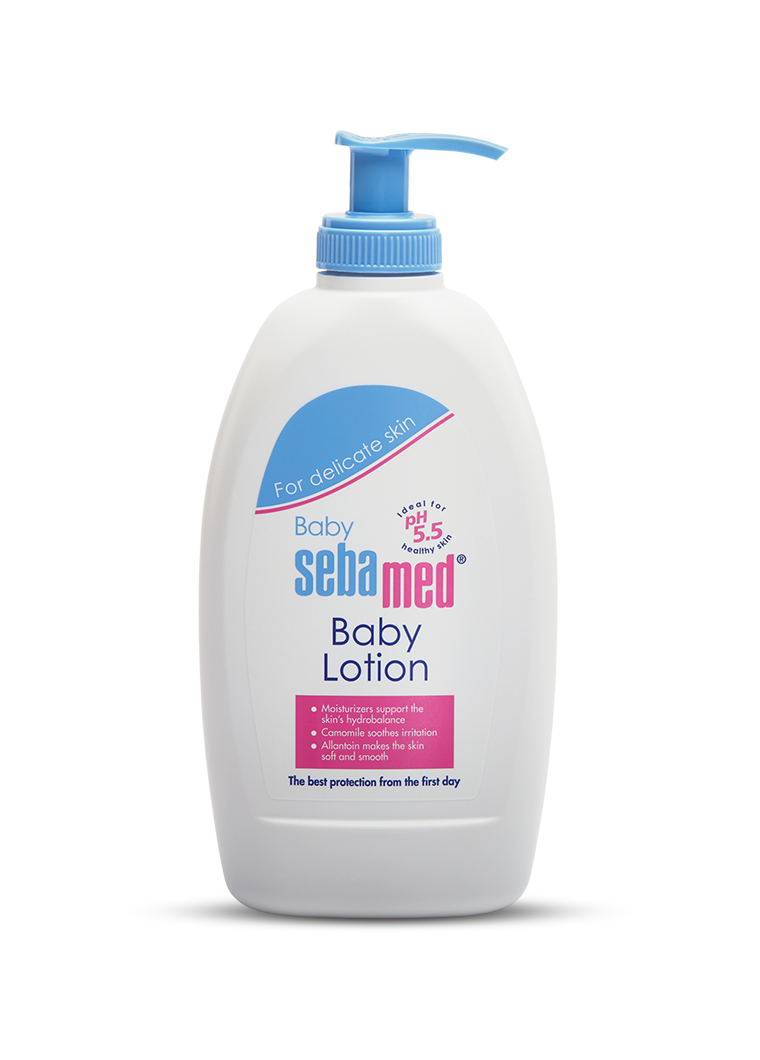 For delicate skin
Baby
Ideal for
pH
5.5
healthy skin
sebamed®
Baby
Lotion
• Moisturizers support the
skin's hydrobalance
• Camomile soothes irritation
• Allantoin makes the skin
soft and smooth
The best protection from the first day